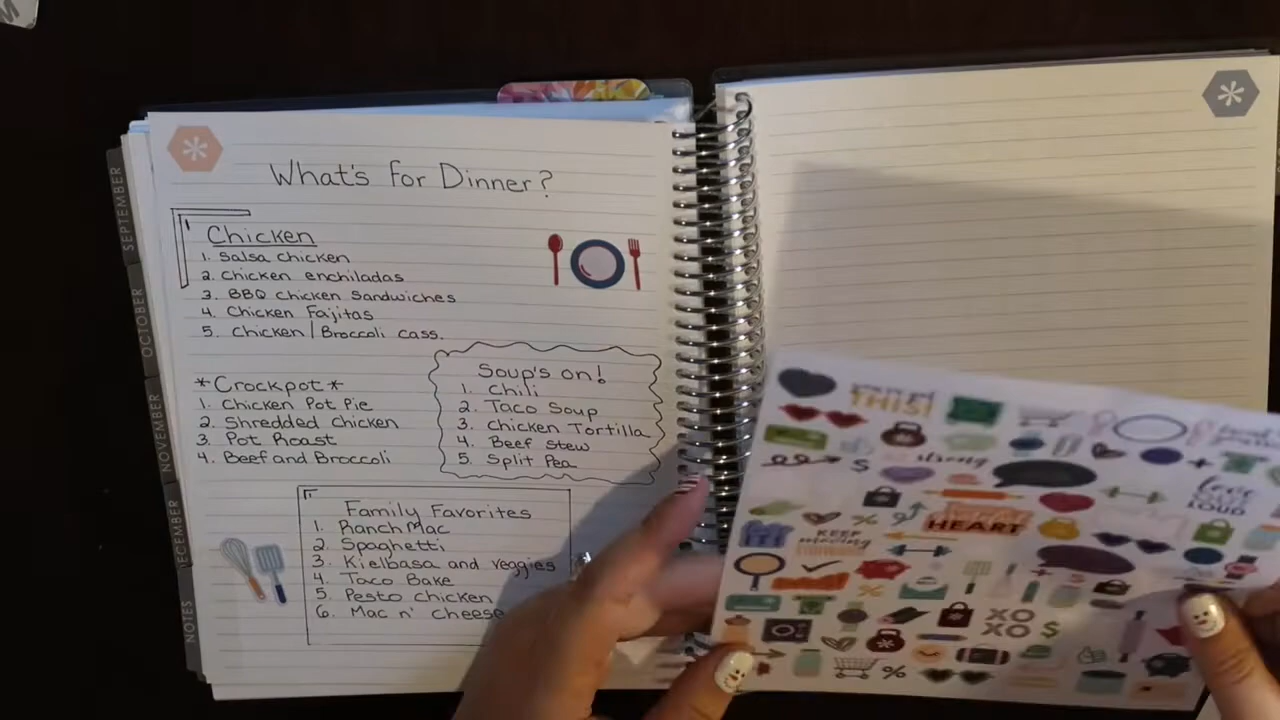 What's For Dinner?
Chicken
1. Salsa Chicken
2. Chicken enchiladas
3. BBQ Chicken Sandwiches
4. Chicken Fajitas
5. Chicken/Broccoli cass.
*Crockpot*
1. Chicken Pot Pie
2. Shredded Chicken
3. Pot Roast
4. Beef and Broccoli
Soup's on!
1. Chili
2. Taco Soup
3. Chicken Tortilla
4. Beef Stew
5. Split Pea
Family Favorites
1. Ranch Mac
2. Spaghetti
3. Kielbasa and veggies
4. Taco Bake
5. Pesto Chicken
6. Mac n' Cheese
SEPTEMBER
OCTOBER
NOVEMBER
DECEMBER
NOTES
THIS!
strong
LOUD
HEART
KEEP
moving
XO
XO